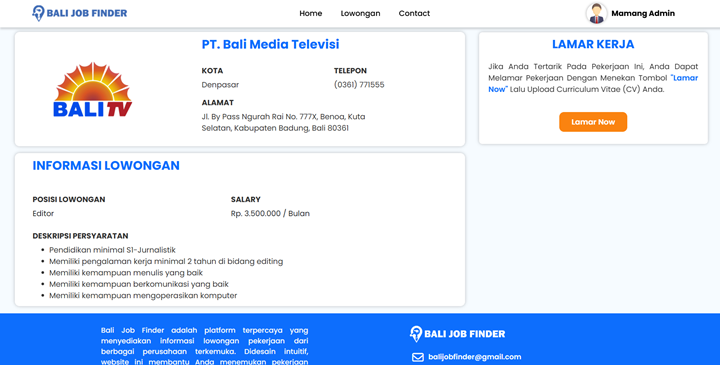 BALI JOB FINDER
Home Lowongan Contact
Mamang Admin
BALI TV
PT. Bali Media Televisi
KOTA TELEPON
Denpasar (0361) 771555
ALAMAT
Jl. By Pass Ngurah Rai No. 777X, Benoa, Kuta
Selatan, Kabupaten Badung, Bali 80361
LAMAR KERJA
Jika Anda Tertarik Pada Pekerjaan Ini, Anda Dapat
Melamar Pekerjaan Dengan Menekan Tombol "Lamar
Now" Lalu Upload Curriculum Vitae (CV) Anda.
Lamar Now
INFORMASI LOWONGAN
POSISI LOWONGAN SALARY
Editor Rp. 3.500.000 / Bulan
DESKRIPSI PERSYARATAN
• Pendidikan minimal S1-Jurnalistik
• Memiliki pengalaman kerja minimal 2 tahun di bidang editing
• Memiliki kemampuan menulis yang baik
• Memiliki kemampuan berkomunikasi yang baik
• Memiliki kemampuan mengoperasikan komputer
Bali Job Finder adalah platform terpercaya yang
menyediakan informasi lowongan pekerjaan dari
berbagai perusahaan terkemuka. Didesain intuitif,
website ini membantu Anda menemukan pekerjaan
BALI JOB FINDER
balijobfinder@gmail.com